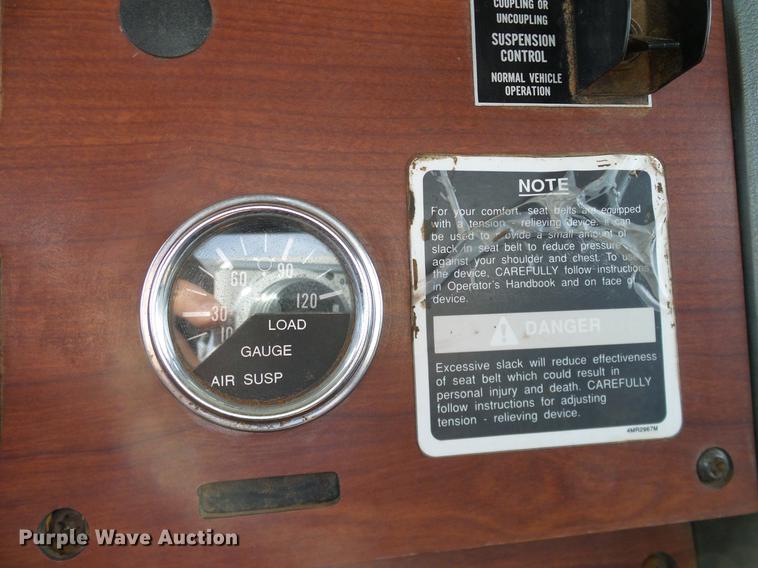 COUPLING OR
UNCOUPLING
SUSPENSION
CONTROL
NORMAL VEHICLE
OPERATION
NOTE
For your comfort, seat belts are equipped
with a tension - relieving device. It can
be used to provide a small amount of
slack in seat belt to reduce pressure
against your shoulder and chest. To use
the device, CAREFULLY follow instructions
in Operator's Handbook and on face of
device.
DANGER
Excessive slack will reduce effectiveness
of seat belt which could result in
personal injury and death. CAREFULLY
follow instructions for adjusting
tension - relieving device.
4MR2967M
60 90
30 120
10
LOAD
GAUGE
AIR SUSP
Purple Wave Auction